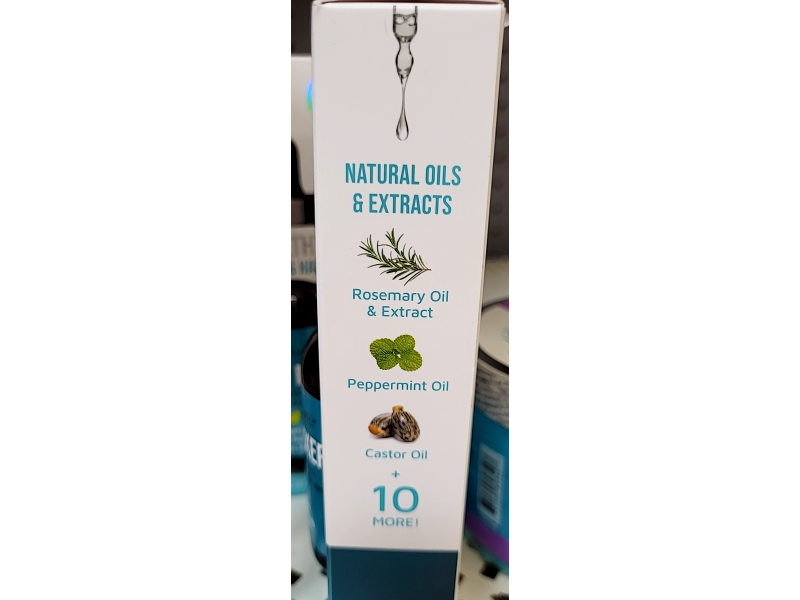 NATURAL OILS
& EXTRACTS
Rosemary Oil
& Extract
Peppermint Oil
Castor Oil
+
10
MORE!